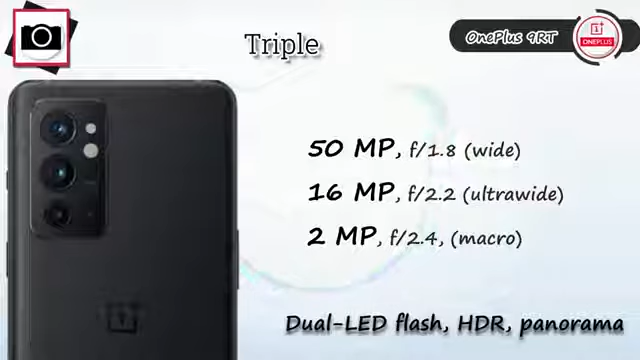 Triple
OnePlus 9RT
ONEPLUS
50 MP, f/1.8 (wide)
16 MP, f/2.2 (ultrawide)
2 MP, f/2.4, (macro)
Dual-LED flash, HDR, panorama